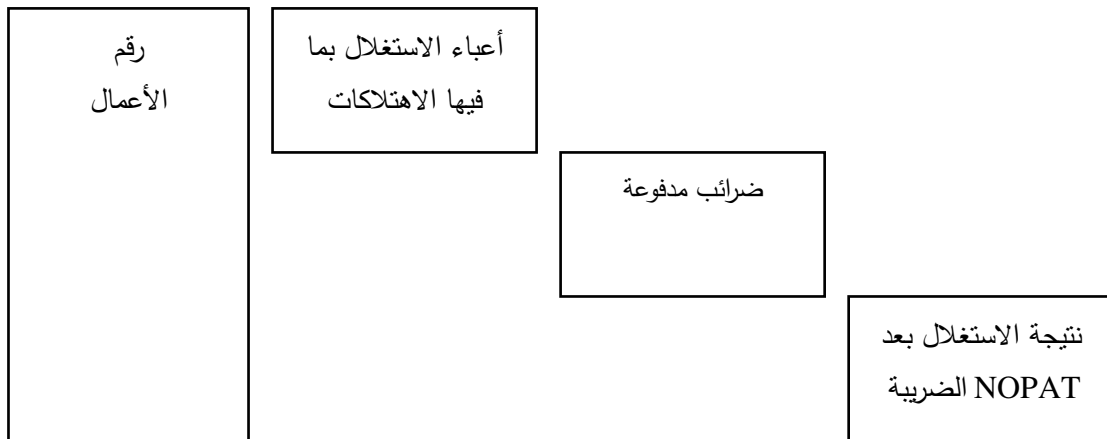 رقم
الأعمال
أعباء الاستغلال بما
فيها الاهتلاكات
ضرائب مدفوعة
نتيجة الاستغلال بعد
الضريبة NOPAT